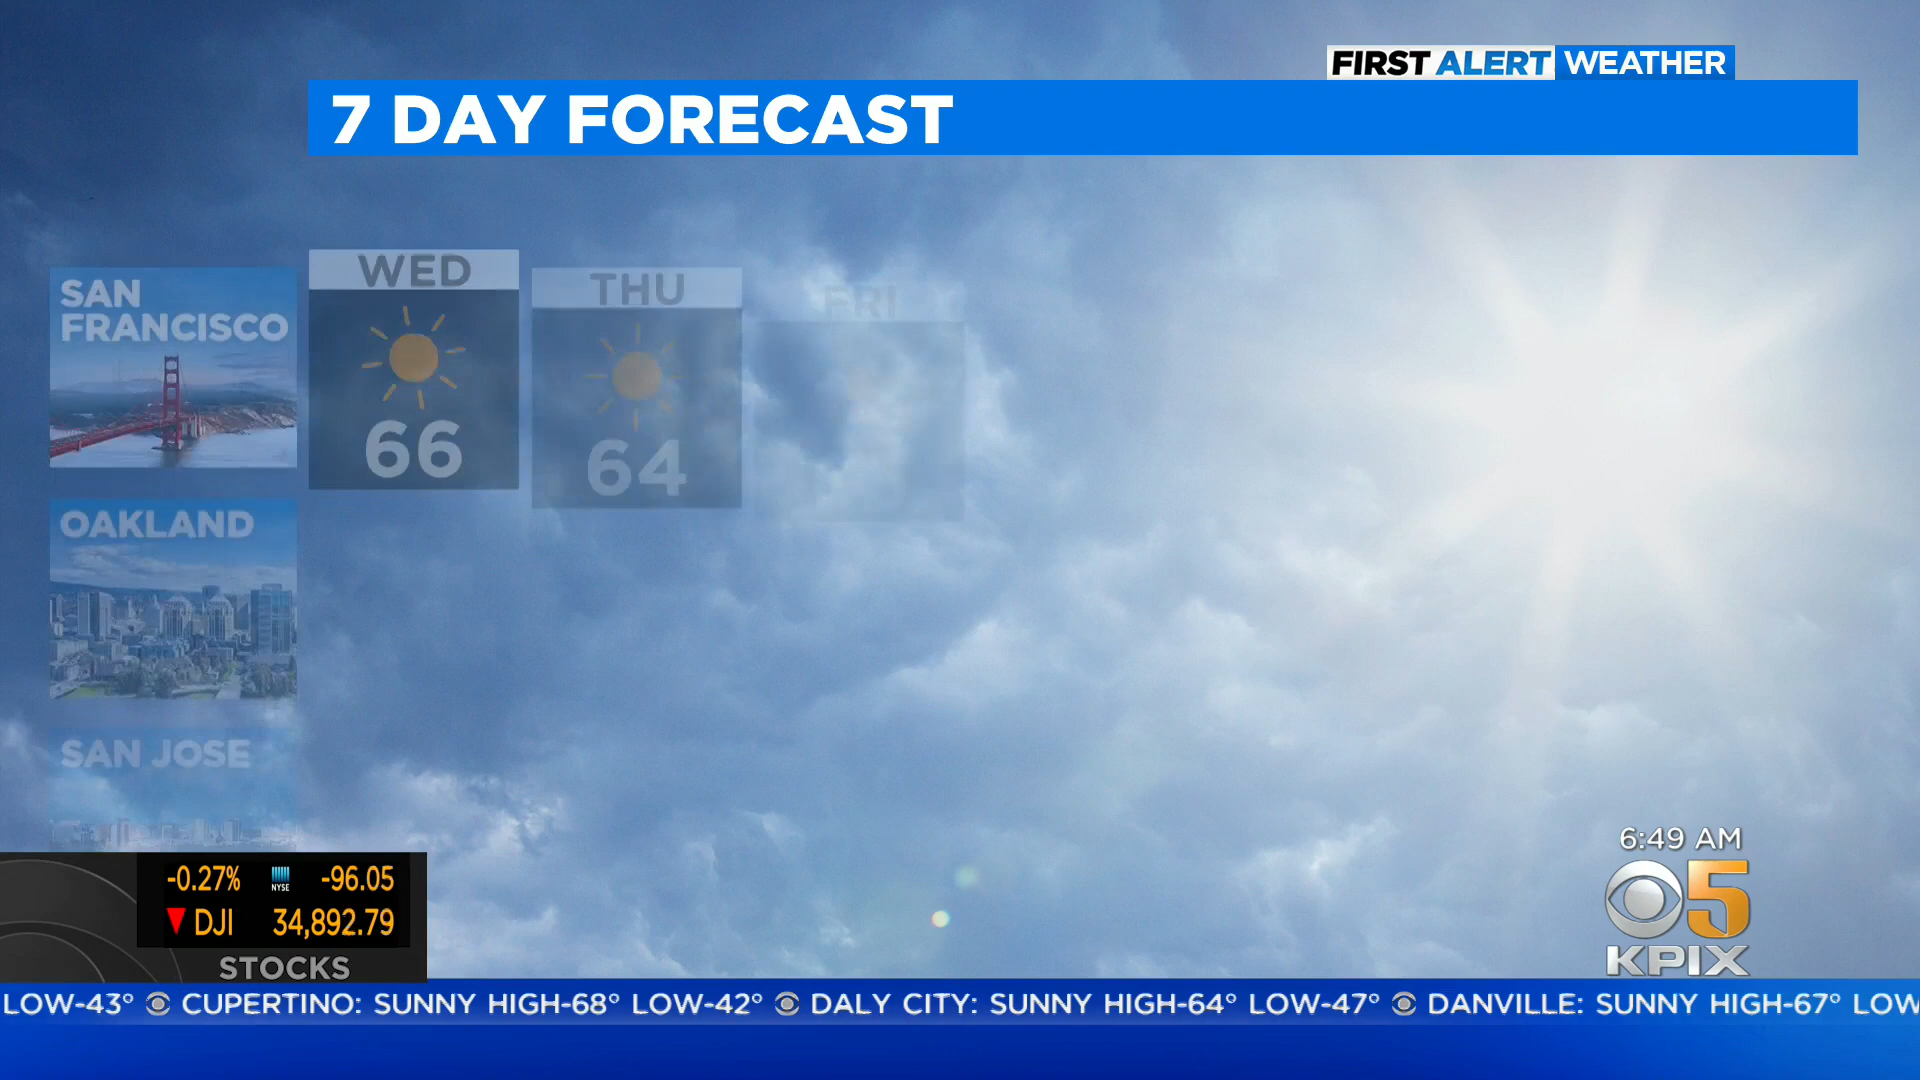 FIRST ALERT WEATHER
7 DAY FORECAST
SAN
FRANCISCO
WED
66
THU
64
FRI
OAKLAND
SAN JOSE
6:49 AM
5
KPIX
-0.27% NYSE -96.05
DJI 34,892.79
STOCKS
LOW-43° CUPERTINO: SUNNY HIGH-68° LOW-42° DALY CITY: SUNNY HIGH-64° LOW-47° DANVILLE: SUNNY HIGH-67° LOW